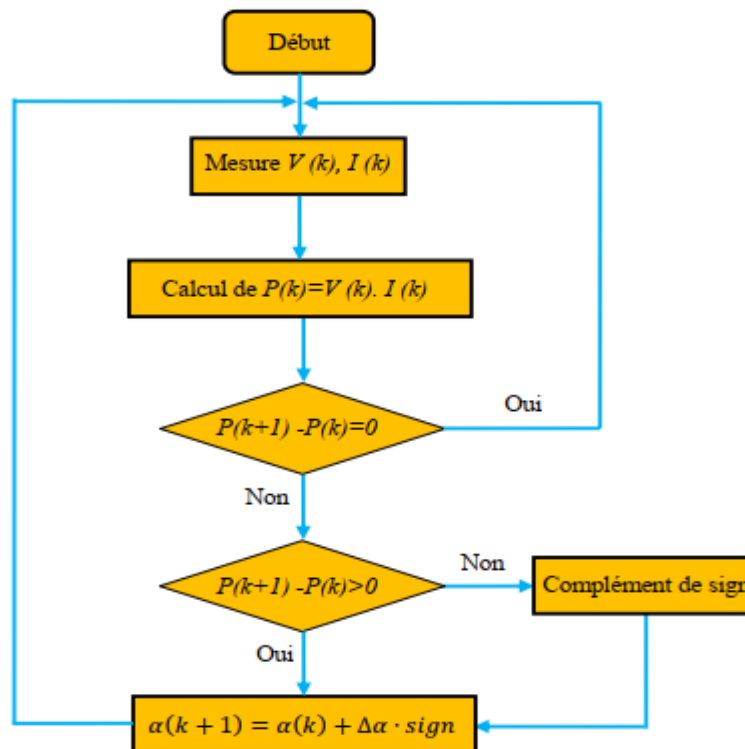 Début
Mesure V (k), I (k)
Calcul de P(k)=V (k). I (k)
P(k+1) -P(k)=0
Oui
Non
P(k+1) -P(k)>0
Non
Complément de sign
Oui
α(k + 1) = α(k) + Δα · sign